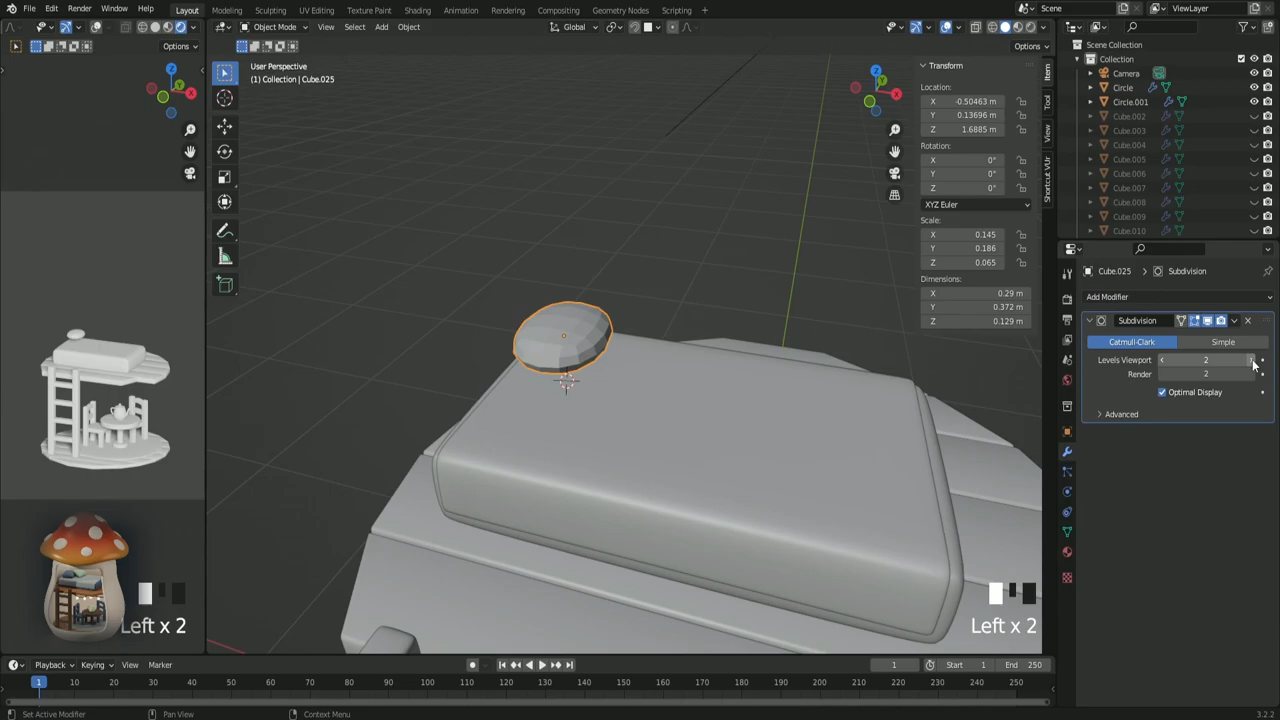 File Edit Render Window Help Layout Modeling Sculpting UV Editing Texture Paint Shading Animation Rendering Compositing Geometry Nodes Scripting + Scene ViewLayer
Object Mode View Select Add Object Global
Options Options
User Perspective
(1) Collection | Cube.025
X Y Z
X Y Z
Transform
Location:
X -0.50463 m
Y 0.13696 m
Z 1.6885 m
Rotation:
X 0°
Y 0°
Z 0°
XYZ Euler
Scale:
X 0.145
Y 0.186
Z 0.065
Dimensions:
X 0.29 m
Y 0.372 m
Z 0.129 m
Item
Tool
View
Shortcut VUr
Scene Collection
Collection
Camera
Circle
Circle.001
Cube.002
Cube.003
Cube.004
Cube.005
Cube.006
Cube.007
Cube.008
Cube.009
Cube.010
Cube.025 Subdivision
Add Modifier
Subdivision
Catmull-Clark Simple
Levels Viewport 2
Render 2
Optimal Display
Advanced
Left x 2
Left x 2
Playback Keying View Marker 1 Start 1 End 250
1 10 20 30 40 50 60 70 80 90 100 110 120 130 140 150 160 170 180 190 200 210 220 230 240 250
Set Active Modifier Pan View Context Menu 3.2.2